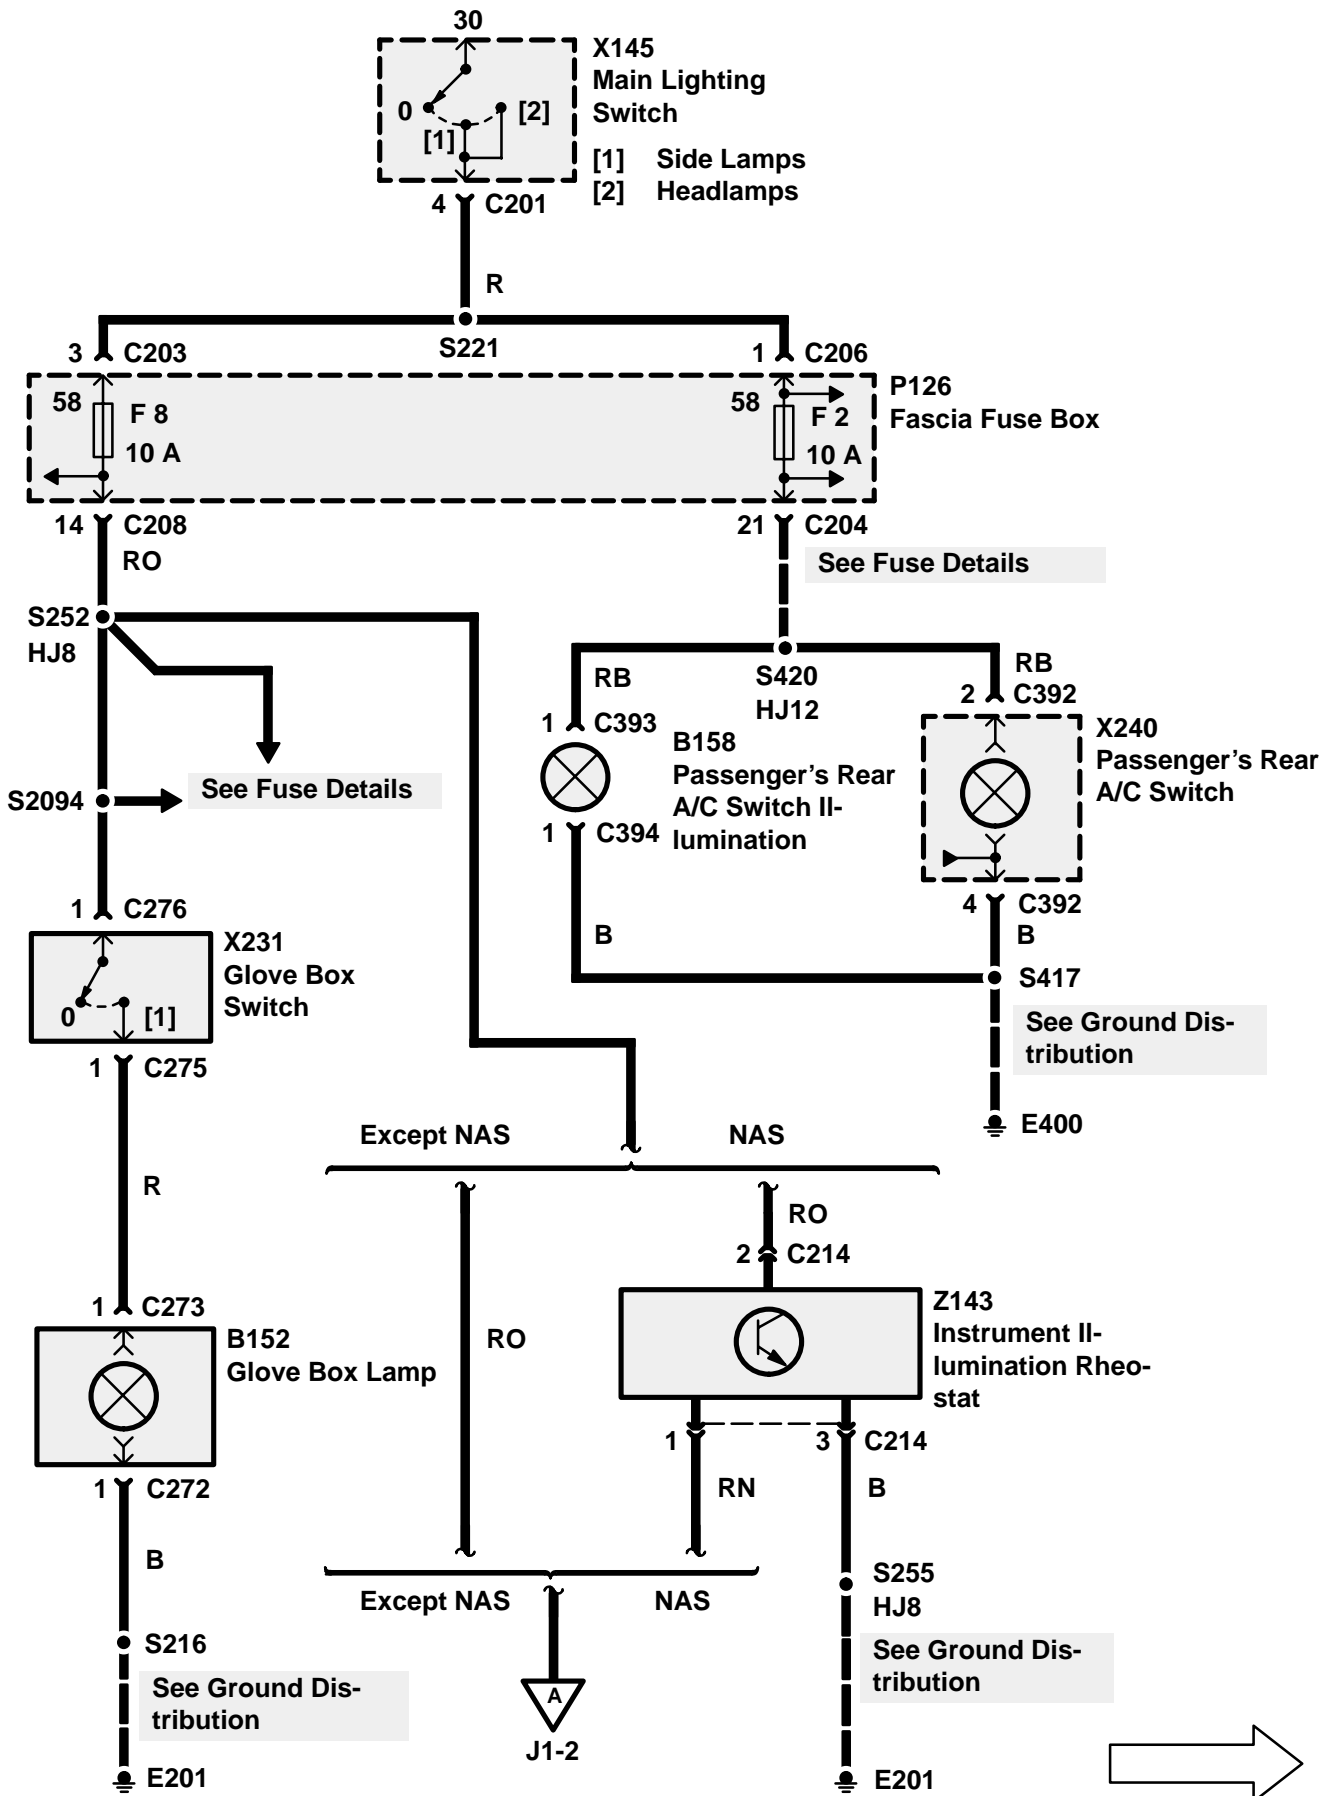 30
X145
Main Lighting
Switch
0
[1]
[2]
[1] Side Lamps
[2] Headlamps
4 C201
R
S221
3 C203
1 C206
58
F 8
10 A
58
F 2
10 A
P126
Fascia Fuse Box
14 C208
RO
21 C204
See Fuse Details
S252
HJ8
S420
HJ12
RB
RB
2 C392
1 C393
B158
Passenger’s Rear
A/C Switch Il-
lumination
X240
Passenger’s Rear
A/C Switch
S2094
See Fuse Details
1 C394
1 C276
4 C392
B
B
X231
Glove Box
Switch
0
[1]
S417
See Ground Dis-
tribution
1 C275
E400
Except NAS
NAS
R
RO
2 C214
1 C273
B152
Glove Box Lamp
RO
Z143
Instrument Il-
lumination Rheo-
stat
1
3 C214
1 C272
RN
B
B
S255
HJ8
Except NAS
NAS
S216
See Ground Dis-
tribution
See Ground Dis-
tribution
A
J1-2
E201
E201